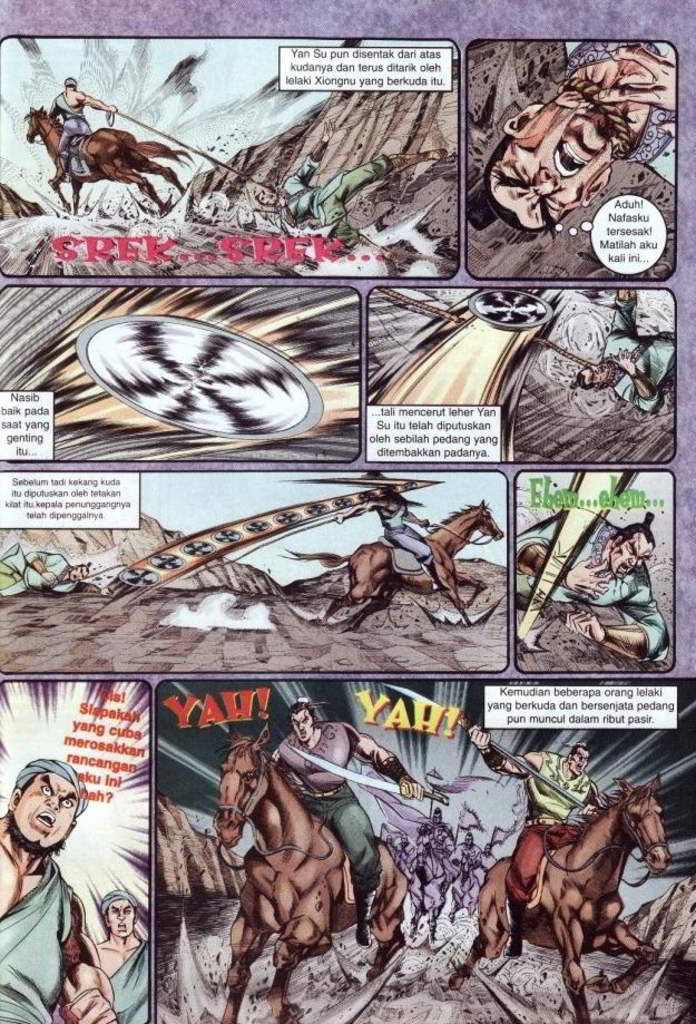 Yan Su pun disentak dari atas
kudanya dan terus ditarik oleh
lelaki Xiongnu yang berkuda itu.
SREK...SREK...
Aduh!
Nafasku
tersesak!
Matilah aku
kali ini...
Nasib
baik pada
saat yang
genting
itu...
...tali mencerut leher Yan
Su itu telah diputuskan
oleh sebilah pedang yang
ditembakkan padanya.
Sebelum tadi kekang kuda
itu diputuskan oleh tetakan
kilat itu,kepala penunggangnya
telah dipenggalnya.
Ehem...ehem...
Siapakah
yang cuba
merosakkan
rancangan
aku ini
hah?
YAH!
YAH!
Kemudian beberapa orang lelaki
yang berkuda dan bersenjata pedang
pun muncul dalam ribut pasir.